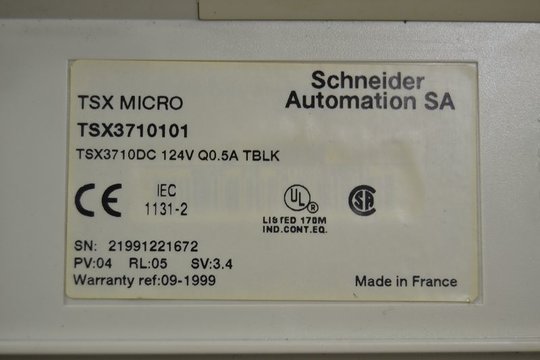 Schneider
Automation SA
TSX MICRO
TSX3710101
TSX3710DC 124V Q0.5A TBLK
CE IEC
1131-2
UL ® SA
LISTED 170M
IND.CONT.EQ.
SN: 21991221672
PV:04 RL:05 SV:3.4
Warranty ref:09-1999
Made in France